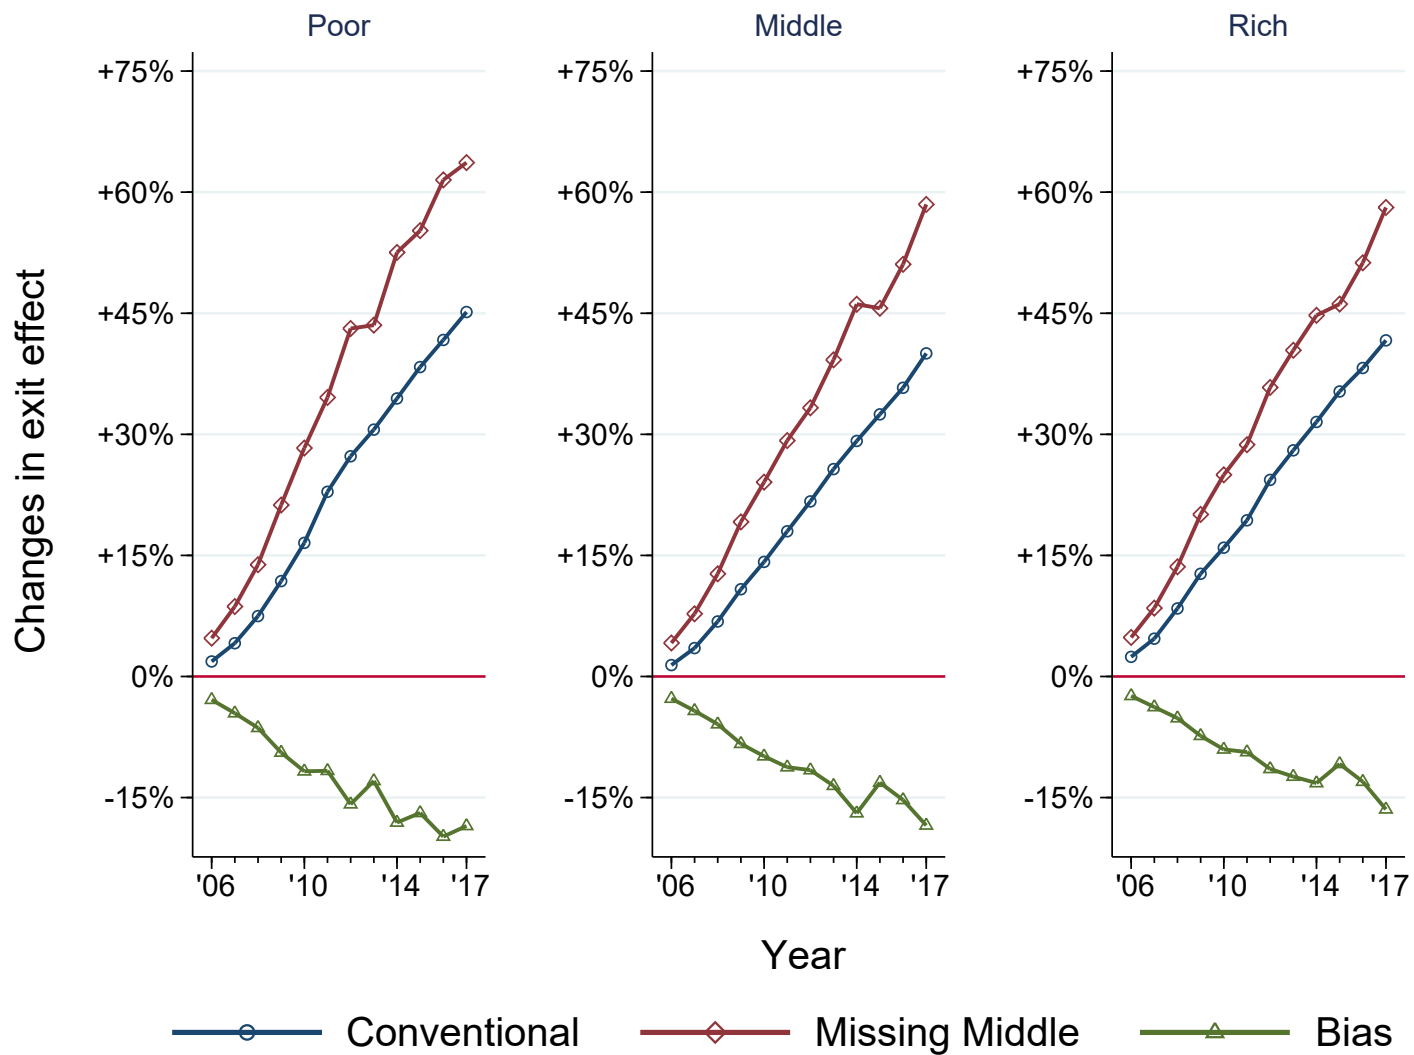 Poor
Middle
Rich
Changes in exit effect
+75%
+60%
+45%
+30%
+15%
0%
-15%
+75%
+60%
+45%
+30%
+15%
0%
-15%
+75%
+60%
+45%
+30%
+15%
0%
-15%
'06 '10 '14 '17
'06 '10 '14 '17
'06 '10 '14 '17
Year
Conventional Missing Middle Bias